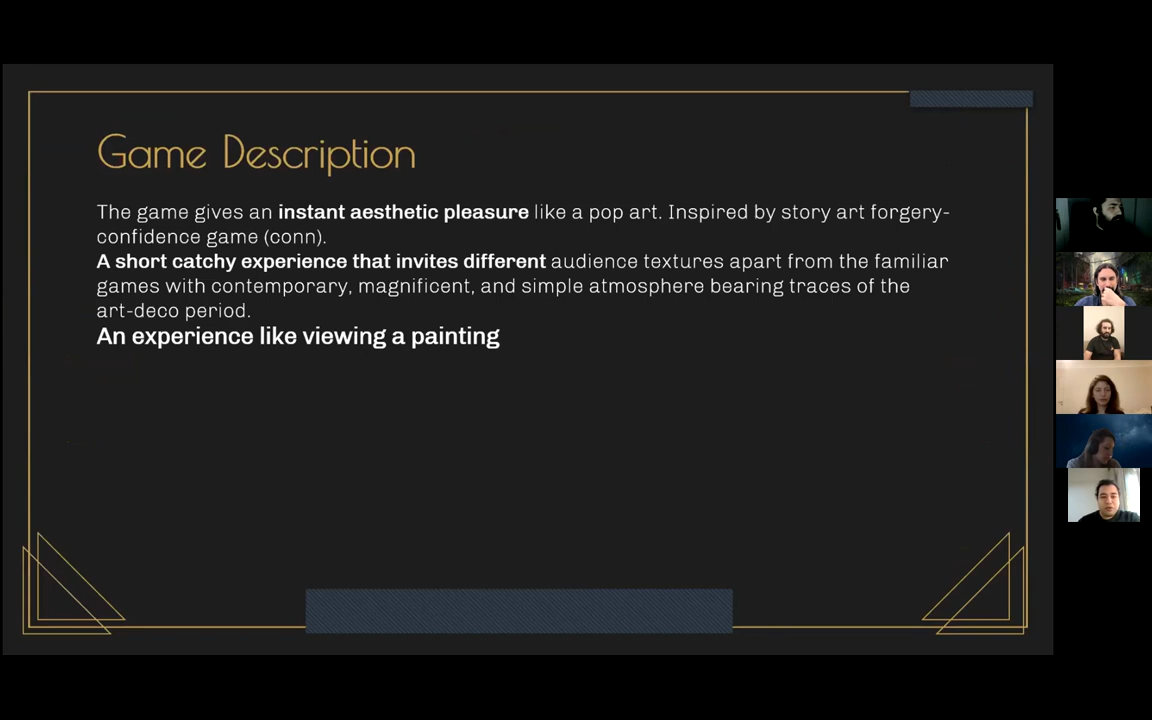 Game Description
The game gives an instant aesthetic pleasure like a pop art. Inspired by story art forgery-
confidence game (conn).
A short catchy experience that invites different audience textures apart from the familiar
games with contemporary, magnificent, and simple atmosphere bearing traces of the
art-deco period.
An experience like viewing a painting